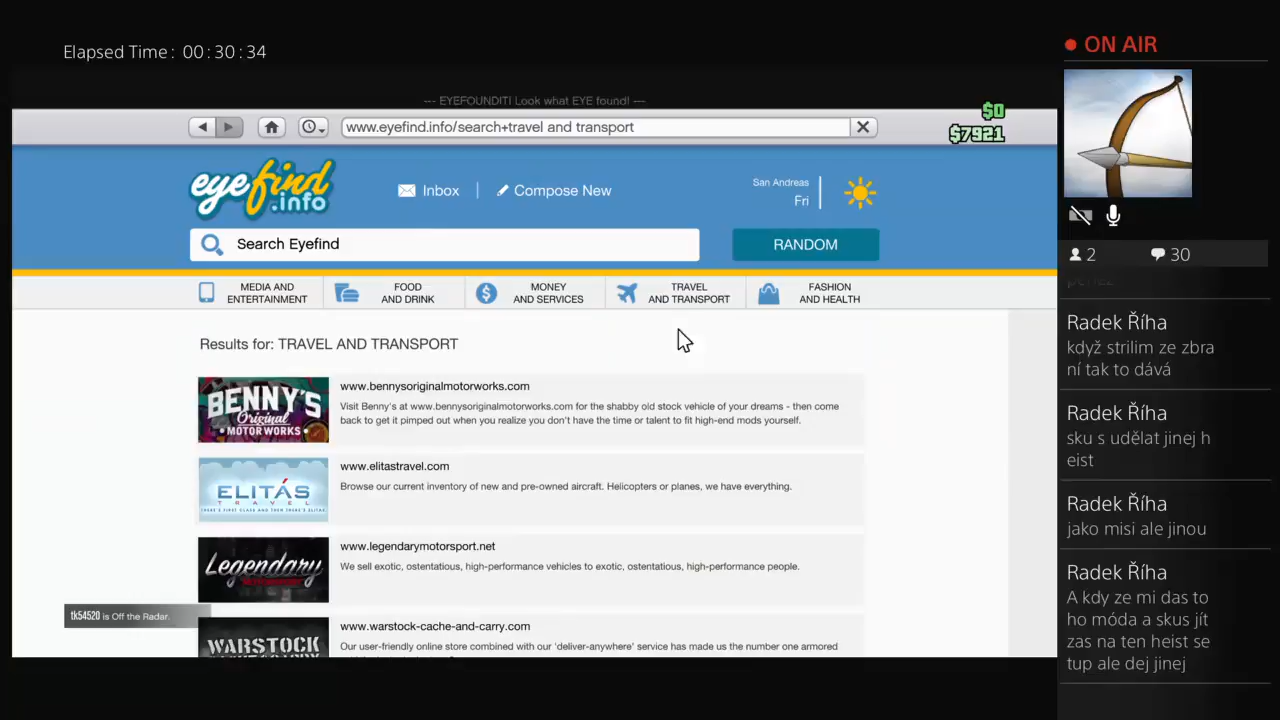 Elapsed Time: 00:30:34
ON AIR
--- EYEFOUNDIT! Look what EYE found! ---
$0
$7921
www.eyefind.info/search+travel and transport
eyefind
.info
Inbox
Compose New
San Andreas
Fri
Search Eyefind
RANDOM
MEDIA AND
ENTERTAINMENT
FOOD
AND DRINK
MONEY
AND SERVICES
TRAVEL
AND TRANSPORT
FASHION
AND HEALTH
Results for: TRAVEL AND TRANSPORT
BENNY'S
Original
MOTOR WORKS
www.bennysoriginalmotorworks.com
Visit Benny's at www.bennysoriginalmotorworks.com for the shabby old stock vehicle of your dreams - then come
back to get it pimped out when you realize you don't have the time or talent to fit high-end mods yourself.
ELITÁS
TRAVEL
THERE'S FIRST CLASS AND THEN THERE'S ELITÁS.
www.elitastravel.com
Browse our current inventory of new and pre-owned aircraft. Helicopters or planes, we have everything.
Legendary
www.legendarymotorsport.net
We sell exotic, ostentatious, high-performance vehicles to exotic, ostentatious, high-performance people.
tk54520 is Off the Radar.
WARSTOCK
www.warstock-cache-and-carry.com
Our user-friendly online store combined with our 'deliver-anywhere' service has made us the number one armored
2
30
Radek Říha
když strilim ze zbra
ní tak to dává
Radek Říha
sku s udělat jinej h
eist
Radek Říha
jako misi ale jinou
Radek Říha
A kdy ze mi das to
ho móda a skus jít
zas na ten heist se
tup ale dej jinej